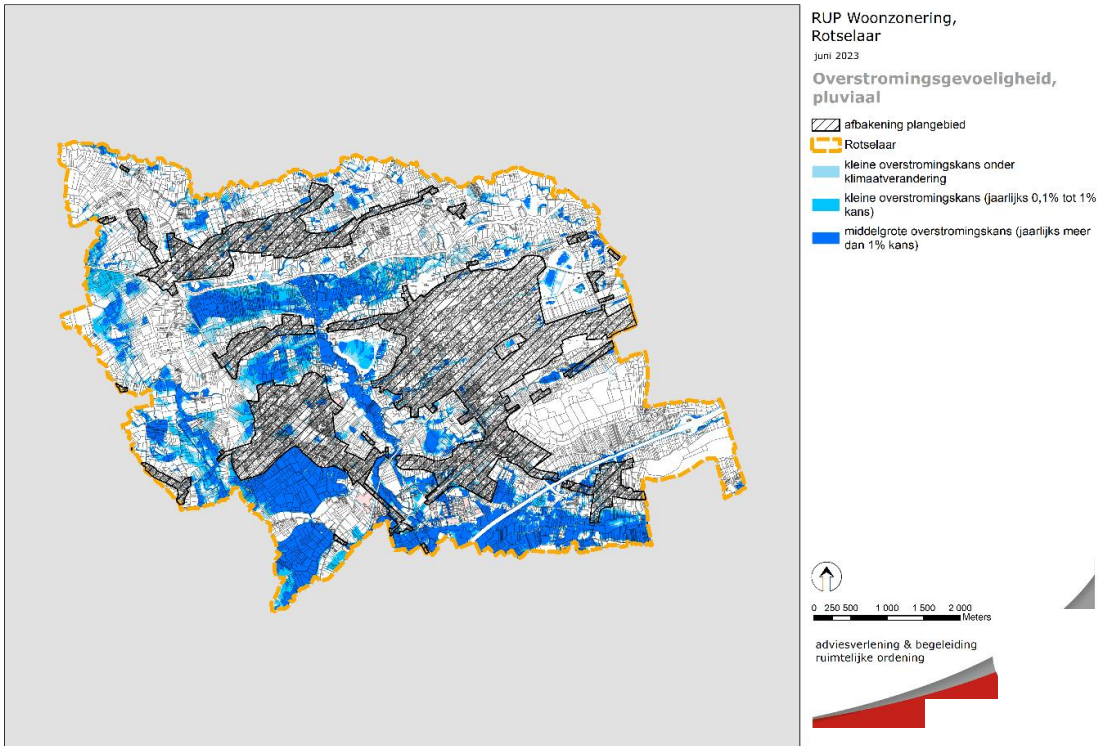 RUP Woonzonering,
Rotselaar
juni 2023
Overstromingsgevoeligheid,
pluviaal
afbakening plangebied
Rotselaar
kleine overstromingskans onder
klimaatverandering
kleine overstromingskans (jaarlijks 0,1% tot 1%
kans)
middelgrote overstromingskans (jaarlijks meer
dan 1% kans)
0 250 500 1 000 1 500 2 000
Meters
adviesverlening & begeleiding
ruimtelijke ordening